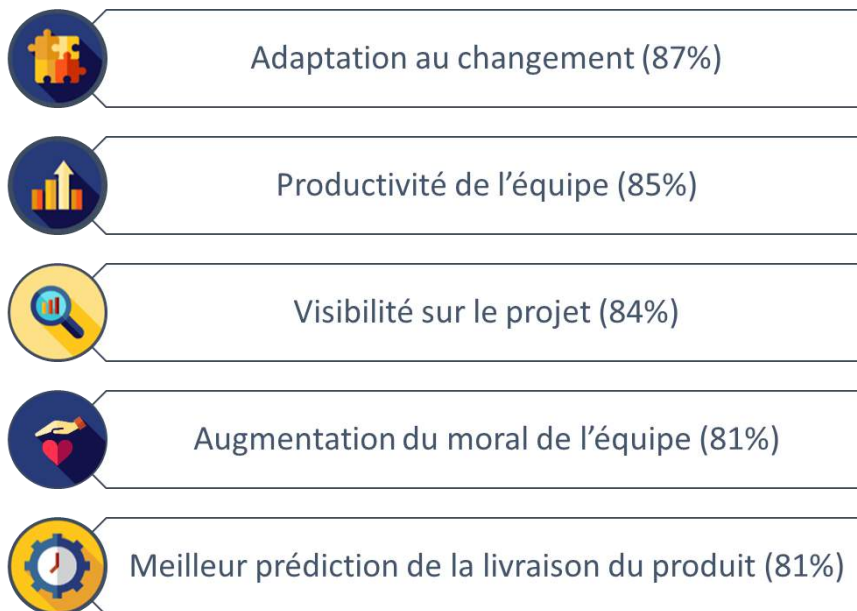 Adaptation au changement (87%)
Productivité de l’équipe (85%)
Visibilité sur le projet (84%)
Augmentation du moral de l’équipe (81%)
Meilleur prédiction de la livraison du produit (81%)